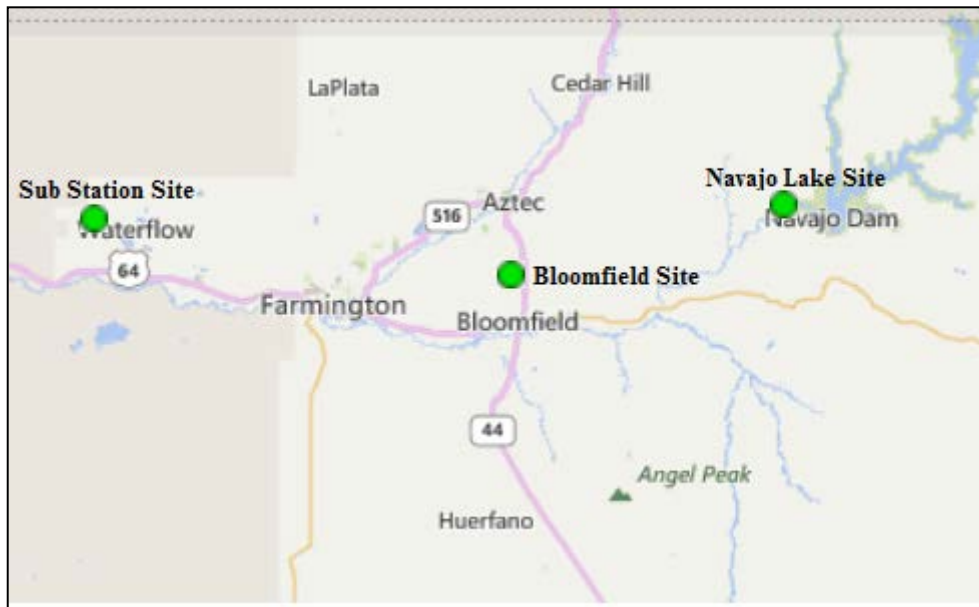 LaPlata
Cedar Hill
Sub Station Site
Navajo Lake Site
Waterflow
516
Aztec
Navajo Dam
64
Bloomfield Site
Farmington
Bloomfield
44
Angel Peak
Huerfano